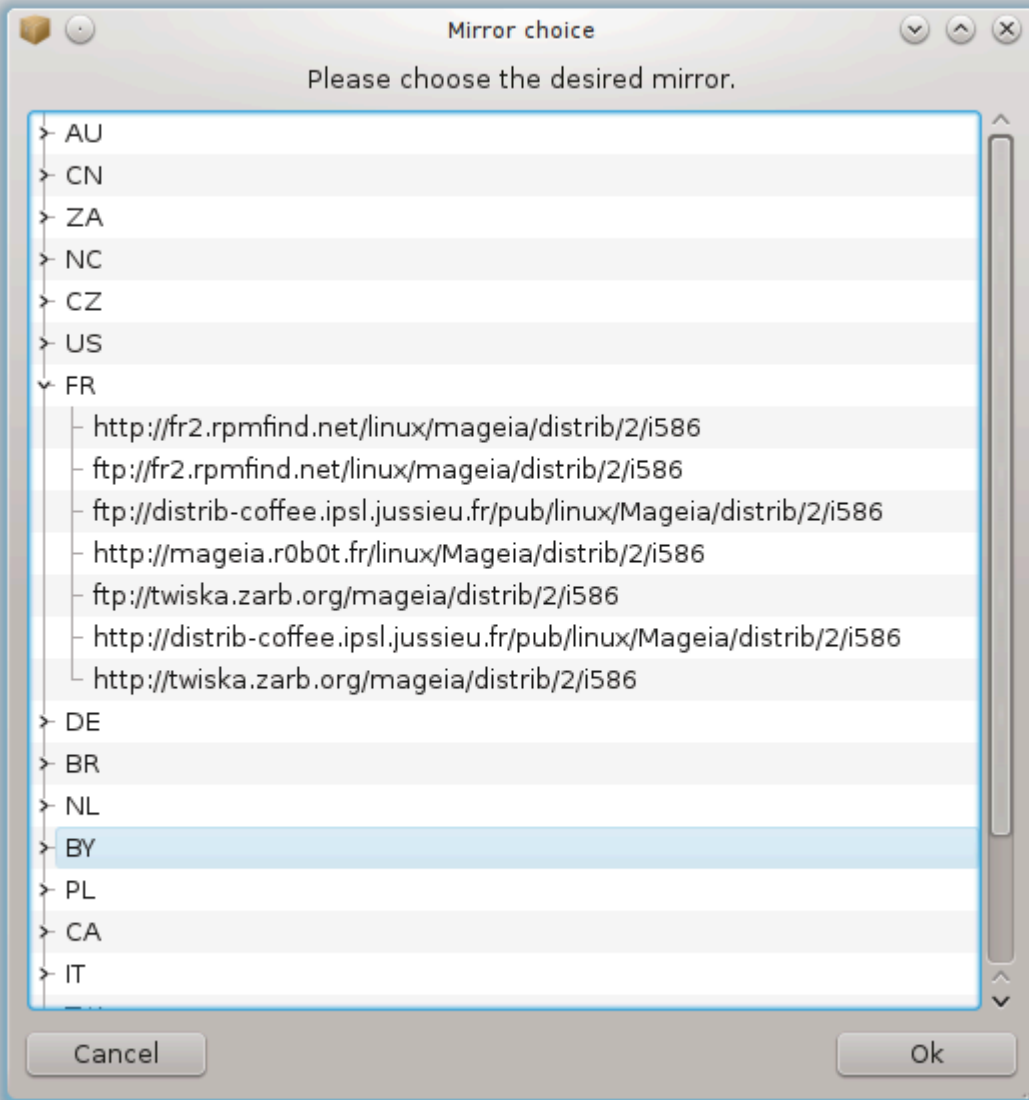 Mirror choice
Please choose the desired mirror.
AU
CN
ZA
NC
CZ
US
FR
http://fr2.rpmfind.net/linux/mageia/distrib/2/i586
ftp://fr2.rpmfind.net/linux/mageia/distrib/2/i586
ftp://distrib-coffee.ipsl.jussieu.fr/pub/linux/Mageia/distrib/2/i586
http://mageia.r0b0t.fr/linux/Mageia/distrib/2/i586
ftp://twiska.zarb.org/mageia/distrib/2/i586
http://distrib-coffee.ipsl.jussieu.fr/pub/linux/Mageia/distrib/2/i586
http://twiska.zarb.org/mageia/distrib/2/i586
DE
BR
NL
BY
PL
CA
IT
Cancel Ok